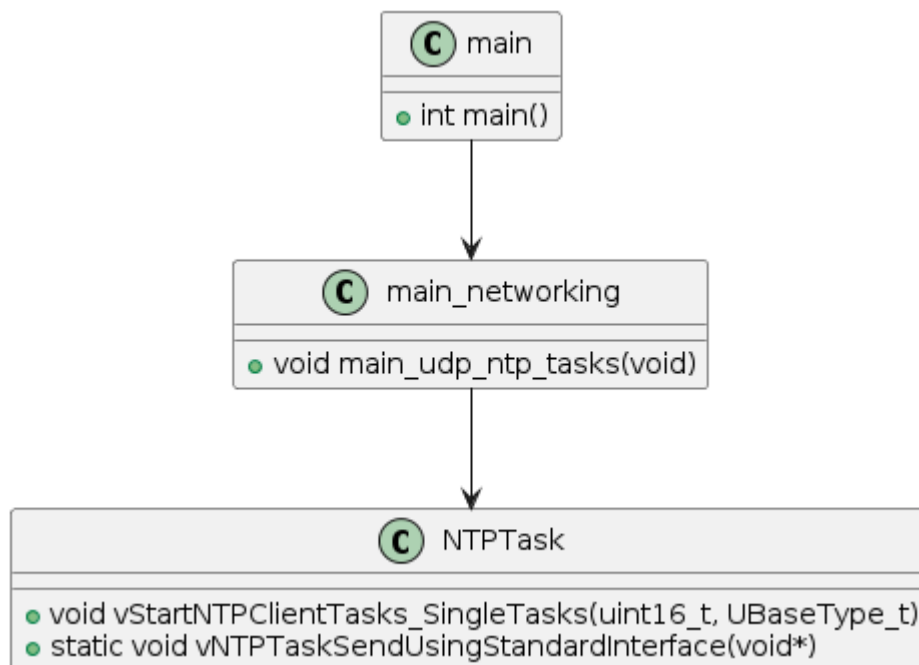 C main
int main()
C main_networking
void main_udp_ntp_tasks(void)
C NTPTask
void vStartNTPClientTasks_SingleTasks(uint16_t, UBaseType_t)
static void vNTPTaskSendUsingStandardInterface(void*)